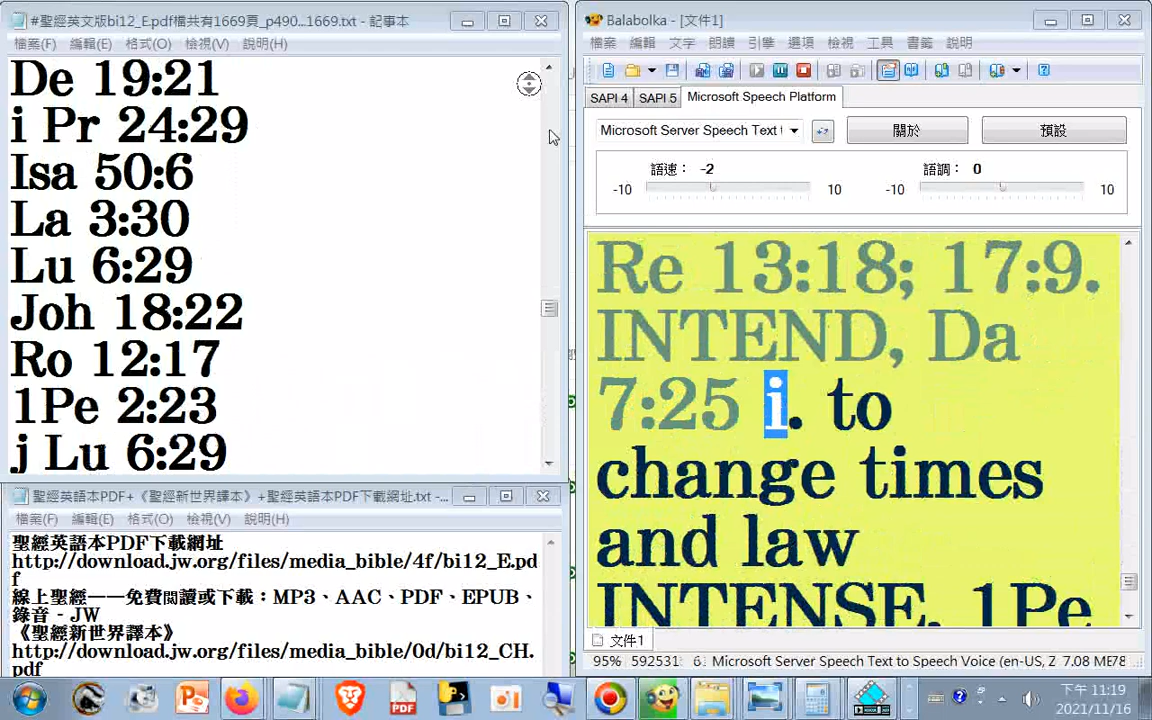 #聖經英文版bi12_E.pdf檔共有1669頁_p490...1669.txt - 記事本
檔案(F) 編輯(E) 格式(O) 檢視(V) 說明(H)
De 19:21
i Pr 24:29
Isa 50:6
La 3:30
Lu 6:29
Joh 18:22
Ro 12:17
1Pe 2:23
j Lu 6:29
聖經英語本PDF+《聖經新世界譯本》+聖經英語本PDF下載網址.txt - ...
檔案(F) 編輯(E) 格式(O) 檢視(V) 說明(H)
聖經英語本PDF下載網址
http://download.jw.org/files/media_bible/4f/bi12_E.pd
f
線上聖經——免費閱讀或下載：MP3、AAC、PDF、EPUB、
錄音 - JW
《聖經新世界譯本》
http://download.jw.org/files/media_bible/0d/bi12_CH.
pdf
Balabolka - [文件1]
檔案 編輯 文字 朗讀 引擎 選項 檢視 工具 書籤 說明
SAPI 4 SAPI 5 Microsoft Speech Platform
Microsoft Server Speech Text 關於 預設
語速： -2 語調： 0
-10 10 -10 10
Re 13:18; 17:9.
INTEND, Da
7:25 i. to
change times
and law
INTENSE, 1Pe
文件1
95% 592531 Microsoft Server Speech Text to Speech Voice (en-US, Z 7.08 ME
下午 11:19
2021/11/16